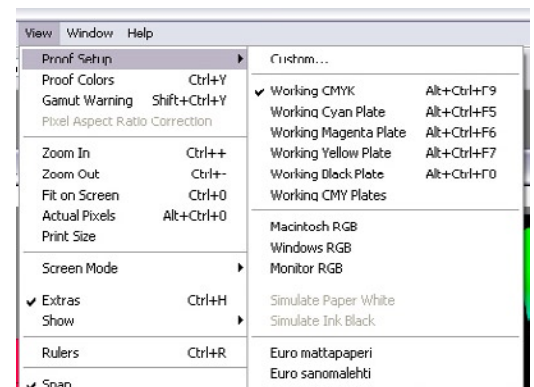 View Window Help
Proof Setup
Proof Colors Ctrl+Y
Gamut Warning Shift+Ctrl+Y
Pixel Aspect Ratio Correction
Zoom In Ctrl++
Zoom Out Ctrl+-
Fit on Screen Ctrl+0
Actual Pixels Alt+Ctrl+0
Print Size
Screen Mode
Extras Ctrl+H
Show
Rulers Ctrl+R
Snap
Custom...
Working CMYK Alt+Ctrl+F9
Working Cyan Plate Alt+Ctrl+F5
Working Magenta Plate Alt+Ctrl+F6
Working Yellow Plate Alt+Ctrl+F7
Working Black Plate Alt+Ctrl+F0
Working CMY Plates
Macintosh RGB
Windows RGB
Monitor RGB
Simulate Paper White
Simulate Ink Black
Euro mattapaperi
Euro sanomalehti